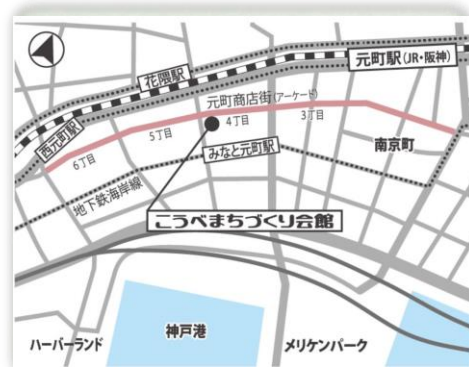 元町駅(JR・阪神)
花隈駅
元町商店街(アーケード)
西元町駅
6丁目
5丁目
4丁目
3丁目
みなと元町駅
南京町
地下鉄海岸線
こうべまちづくり会館
神戸港
ハーバーランド
メリケンパーク